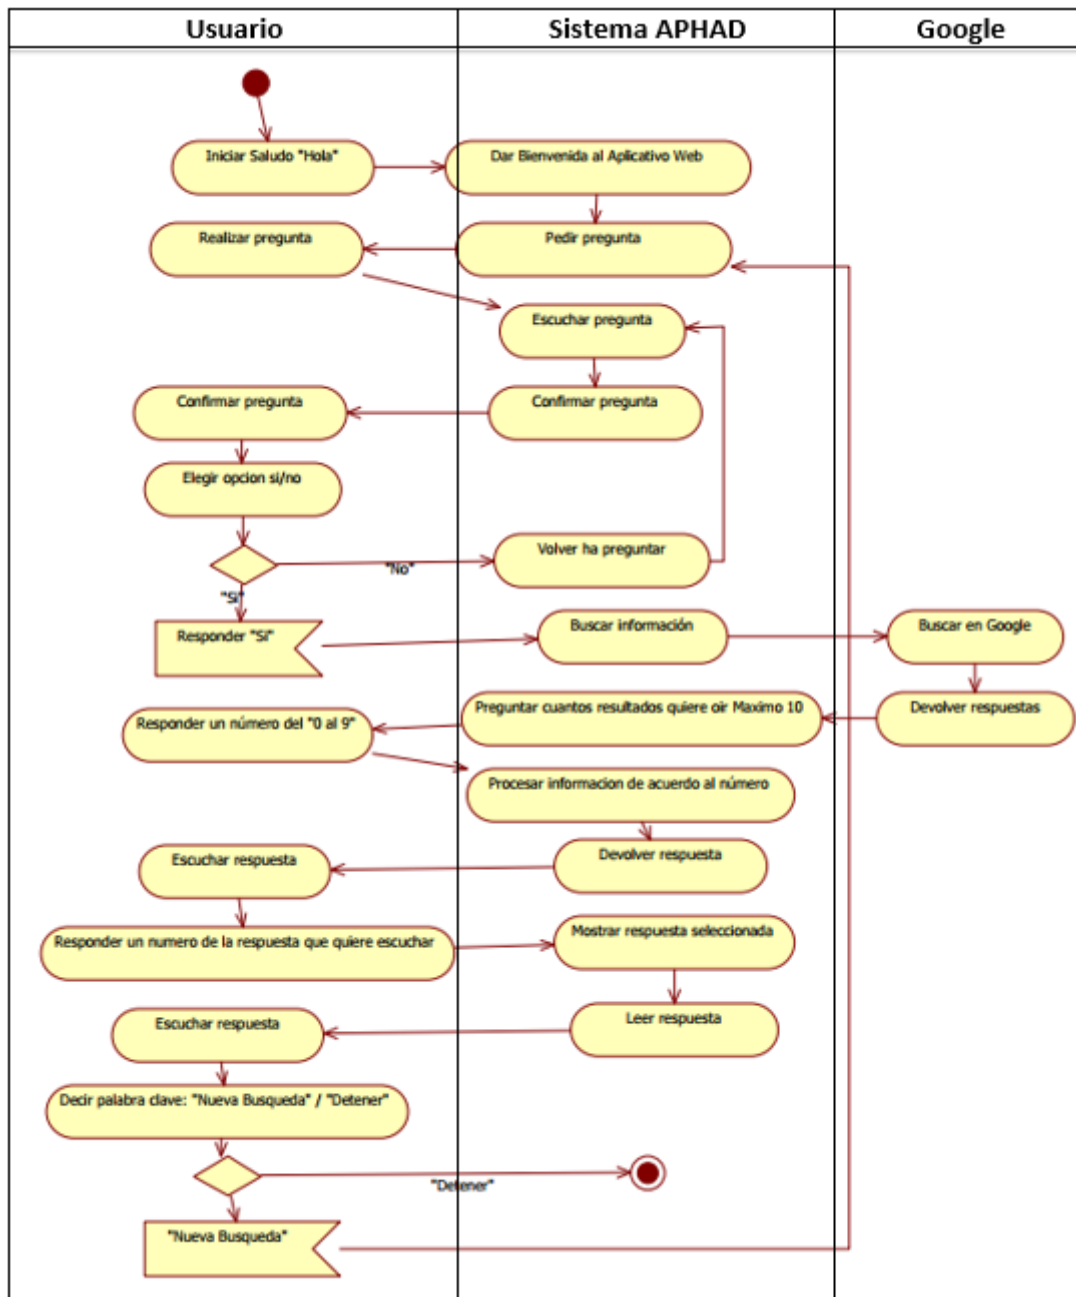 Usuario
Sistema APHAD
Google
Iniciar Saludo "Hola"
Dar Bienvenida al Aplicativo Web
Realizar pregunta
Pedir pregunta
Escuchar pregunta
Confirmar pregunta
Confirmar pregunta
Elegir opcion si/no
Volver ha preguntar
"No"
"Si"
Responder "Si"
Buscar información
Buscar en Google
Responder un número del "0 al 9"
Preguntar cuantos resultados quiere oir Maximo 10
Devolver respuestas
Procesar informacion de acuerdo al número
Escuchar respuesta
Devolver respuesta
Responder un numero de la respuesta que quiere escuchar
Mostrar respuesta seleccionada
Escuchar respuesta
Leer respuesta
Decir palabra clave: "Nueva Busqueda" / "Detener"
"Detener"
"Nueva Busqueda"